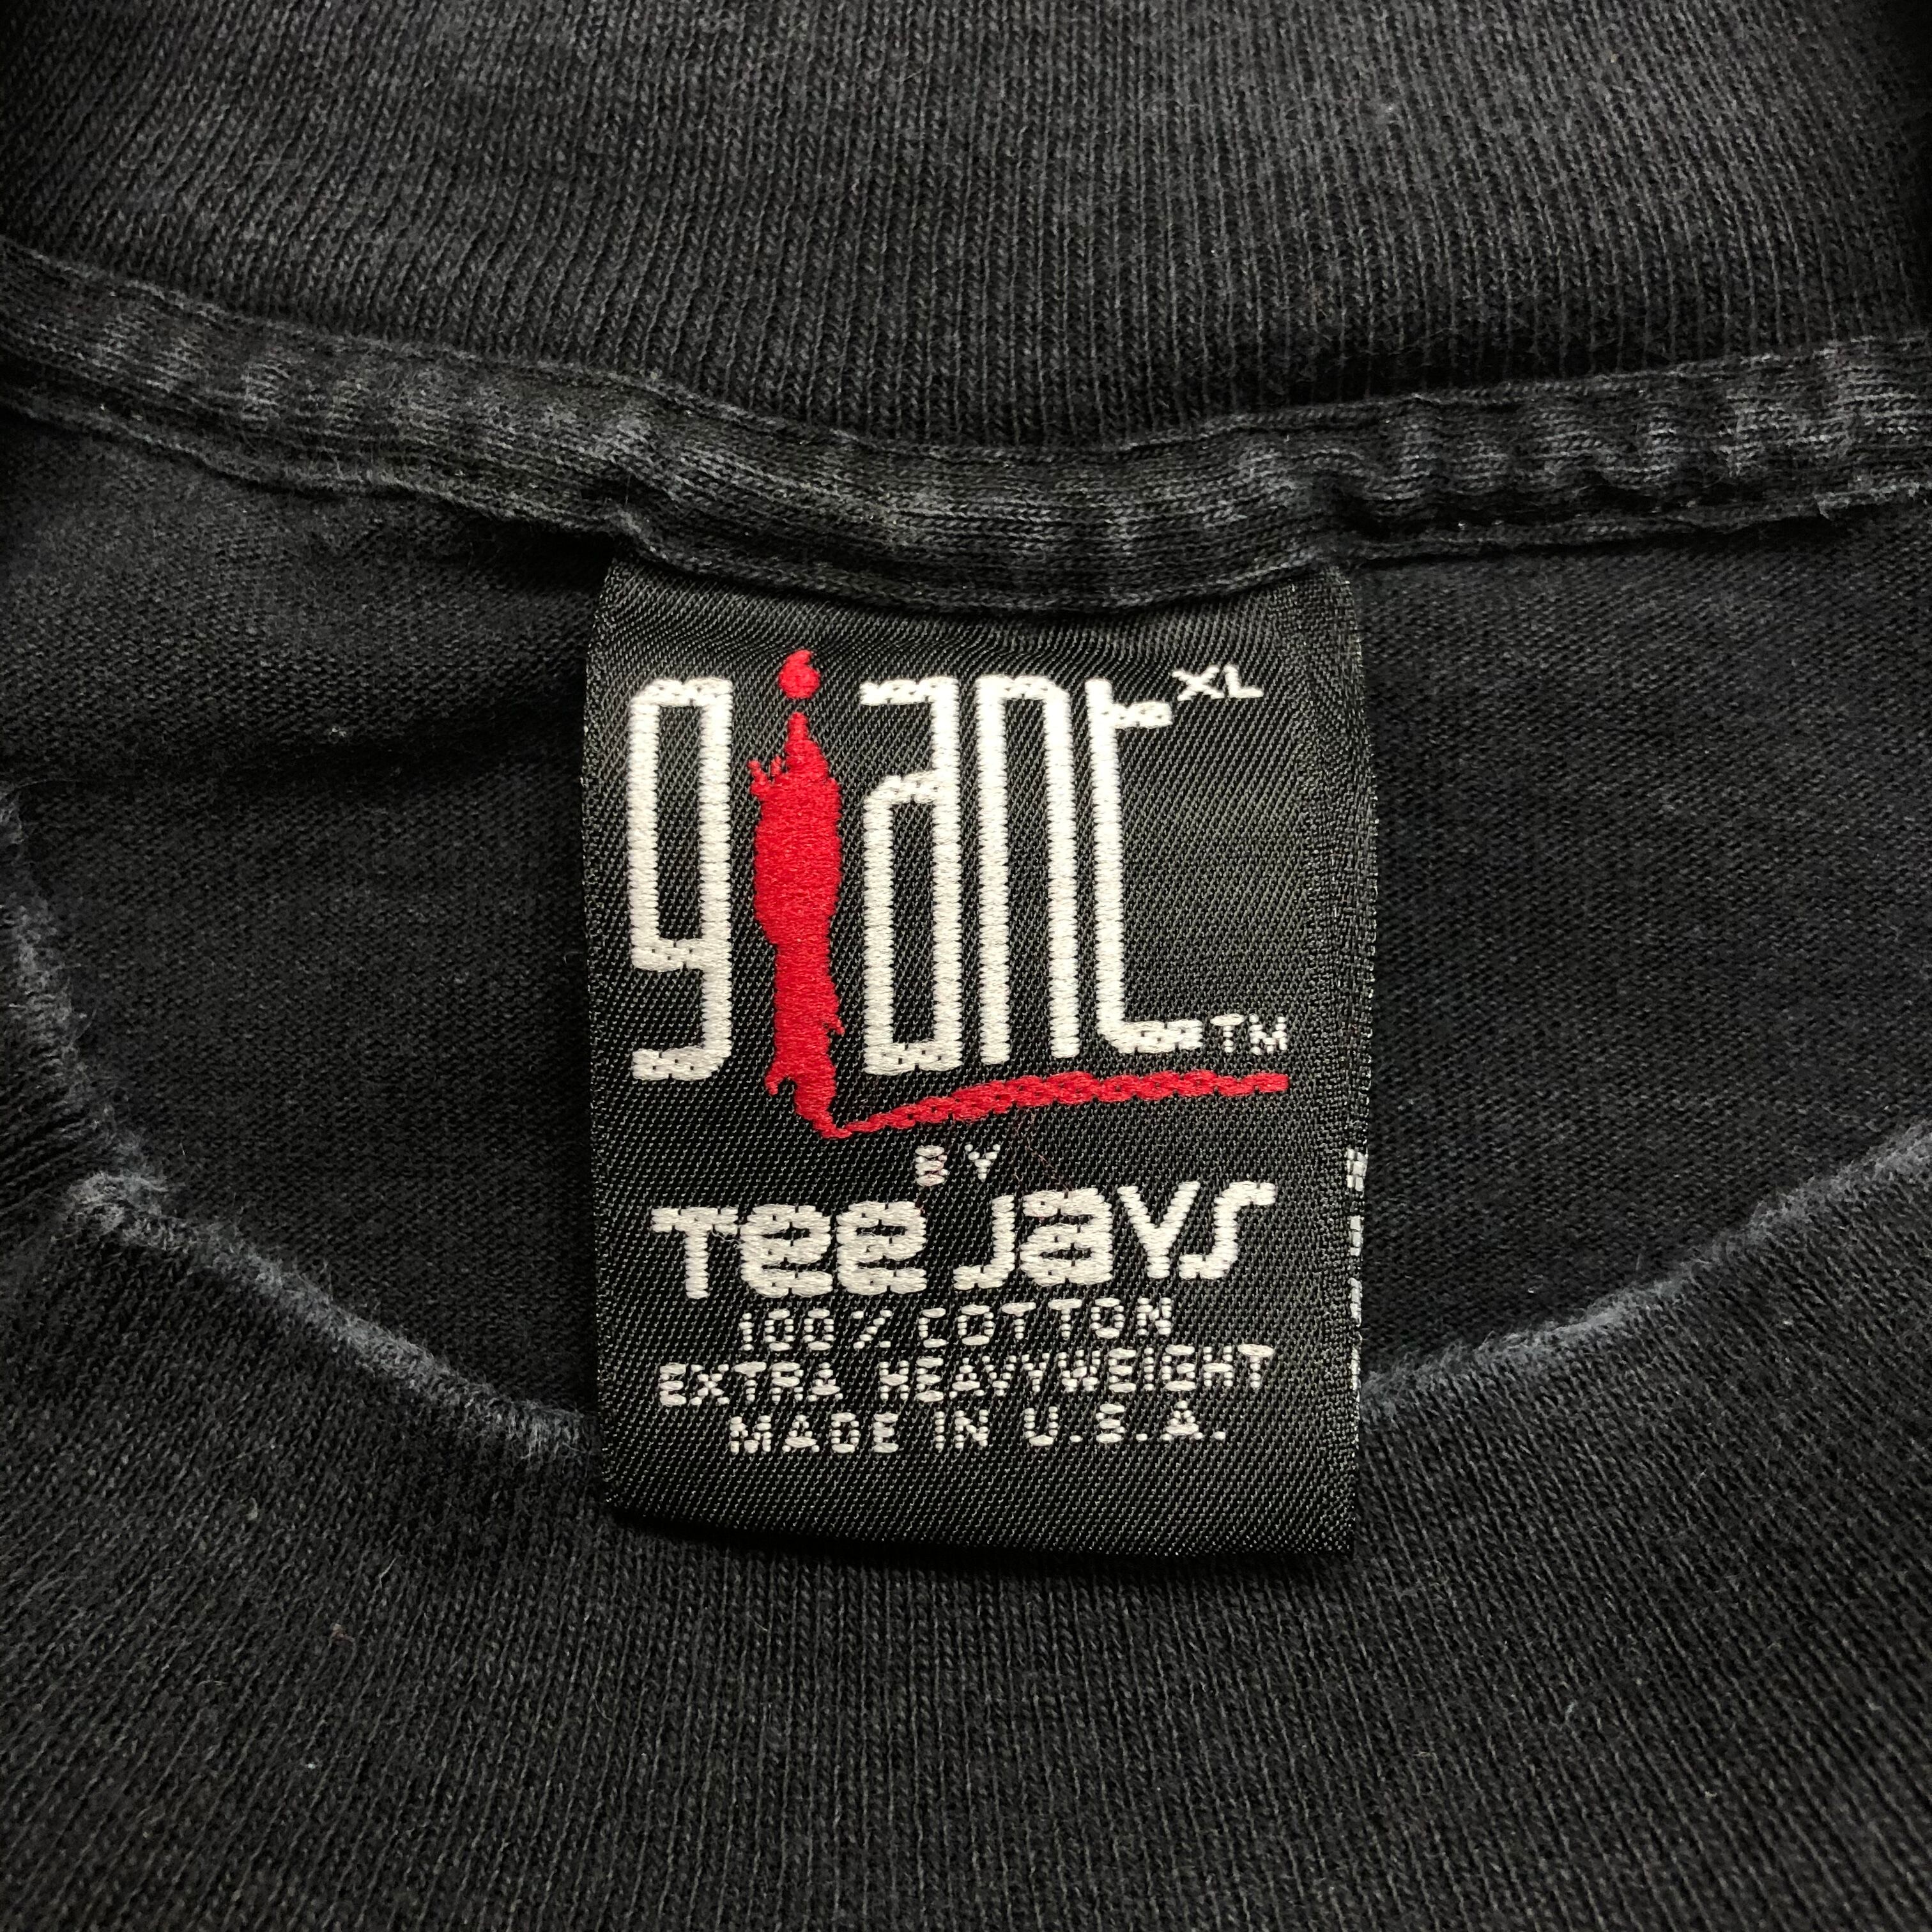 giant XL
TM
BY
Tee Jays
100% COTTON
EXTRA HEAVYWEIGHT
MADE IN U.S.A.